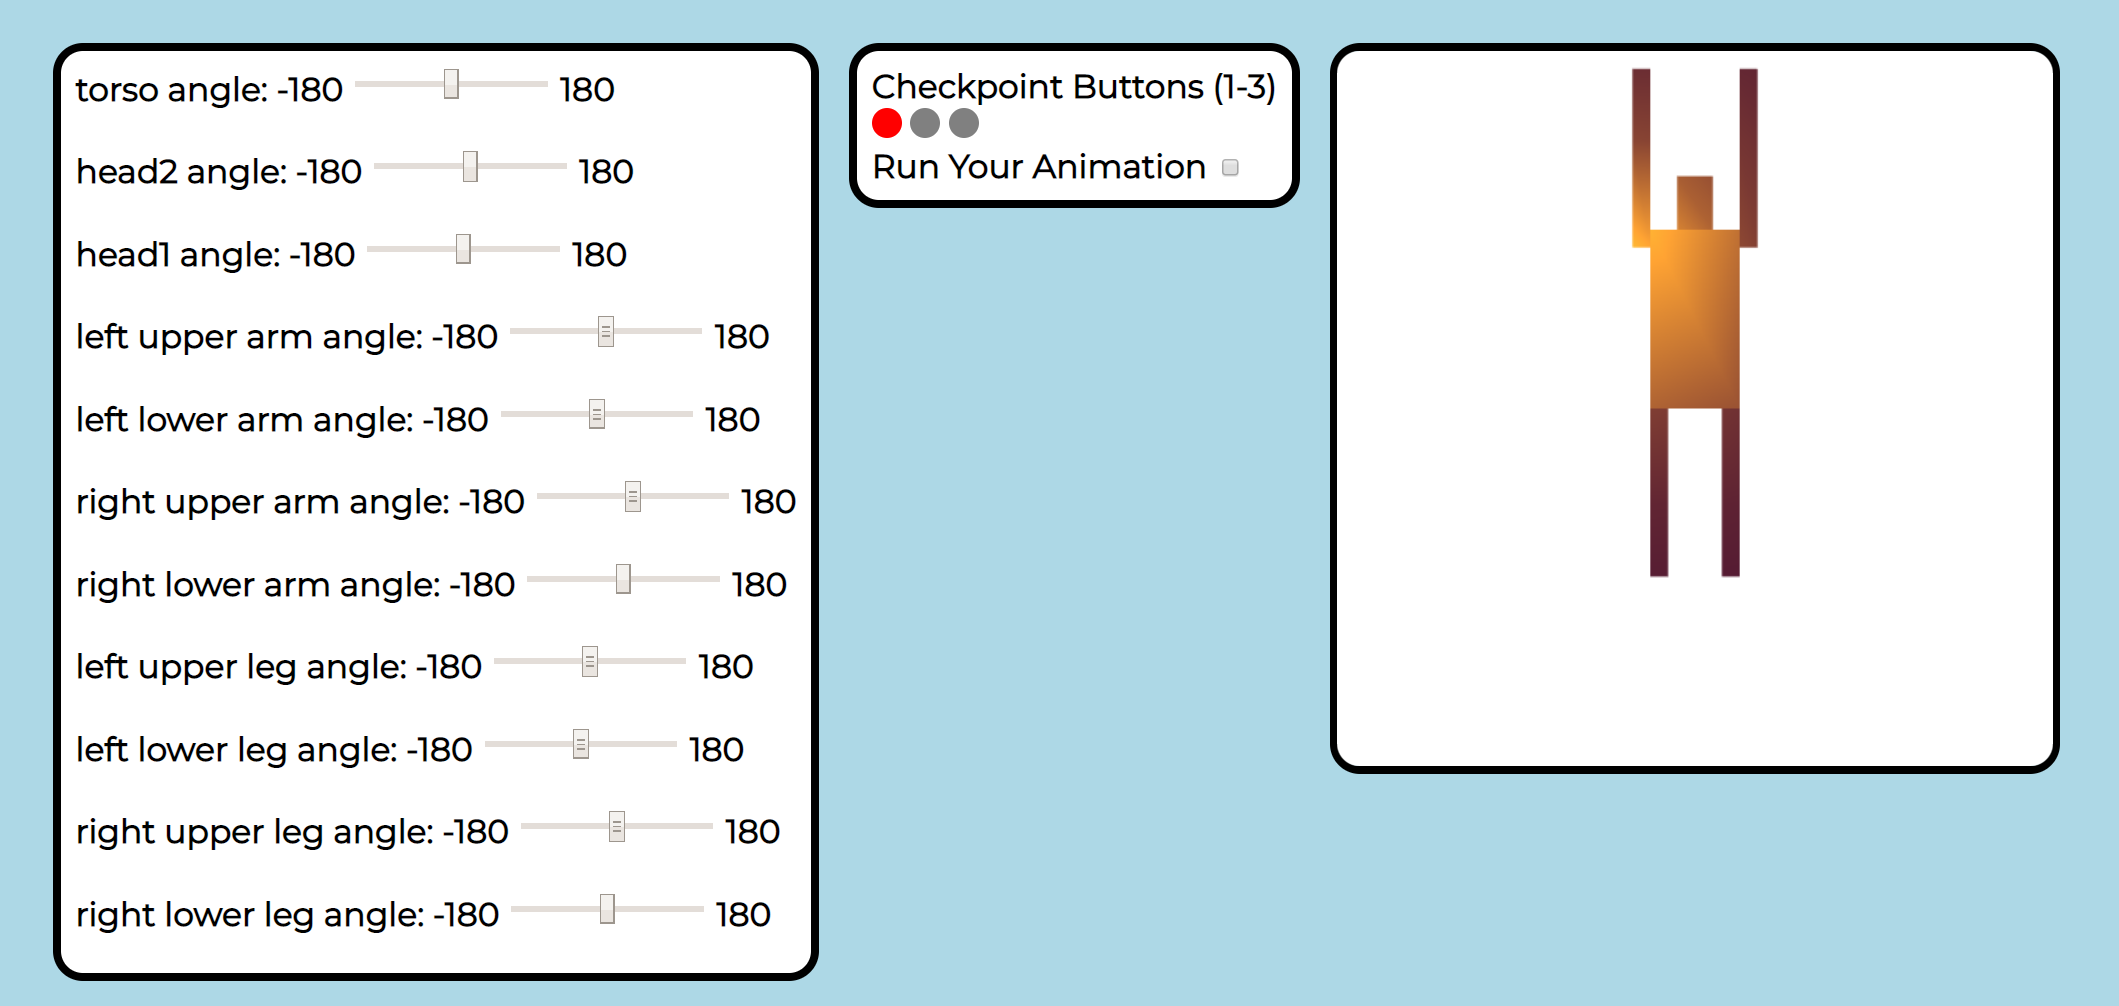 torso angle: -180 180
head2 angle: -180 180
head1 angle: -180 180
left upper arm angle: -180 180
left lower arm angle: -180 180
right upper arm angle: -180 180
right lower arm angle: -180 180
left upper leg angle: -180 180
left lower leg angle: -180 180
right upper leg angle: -180 180
right lower leg angle: -180 180
Checkpoint Buttons (1-3)
Run Your Animation